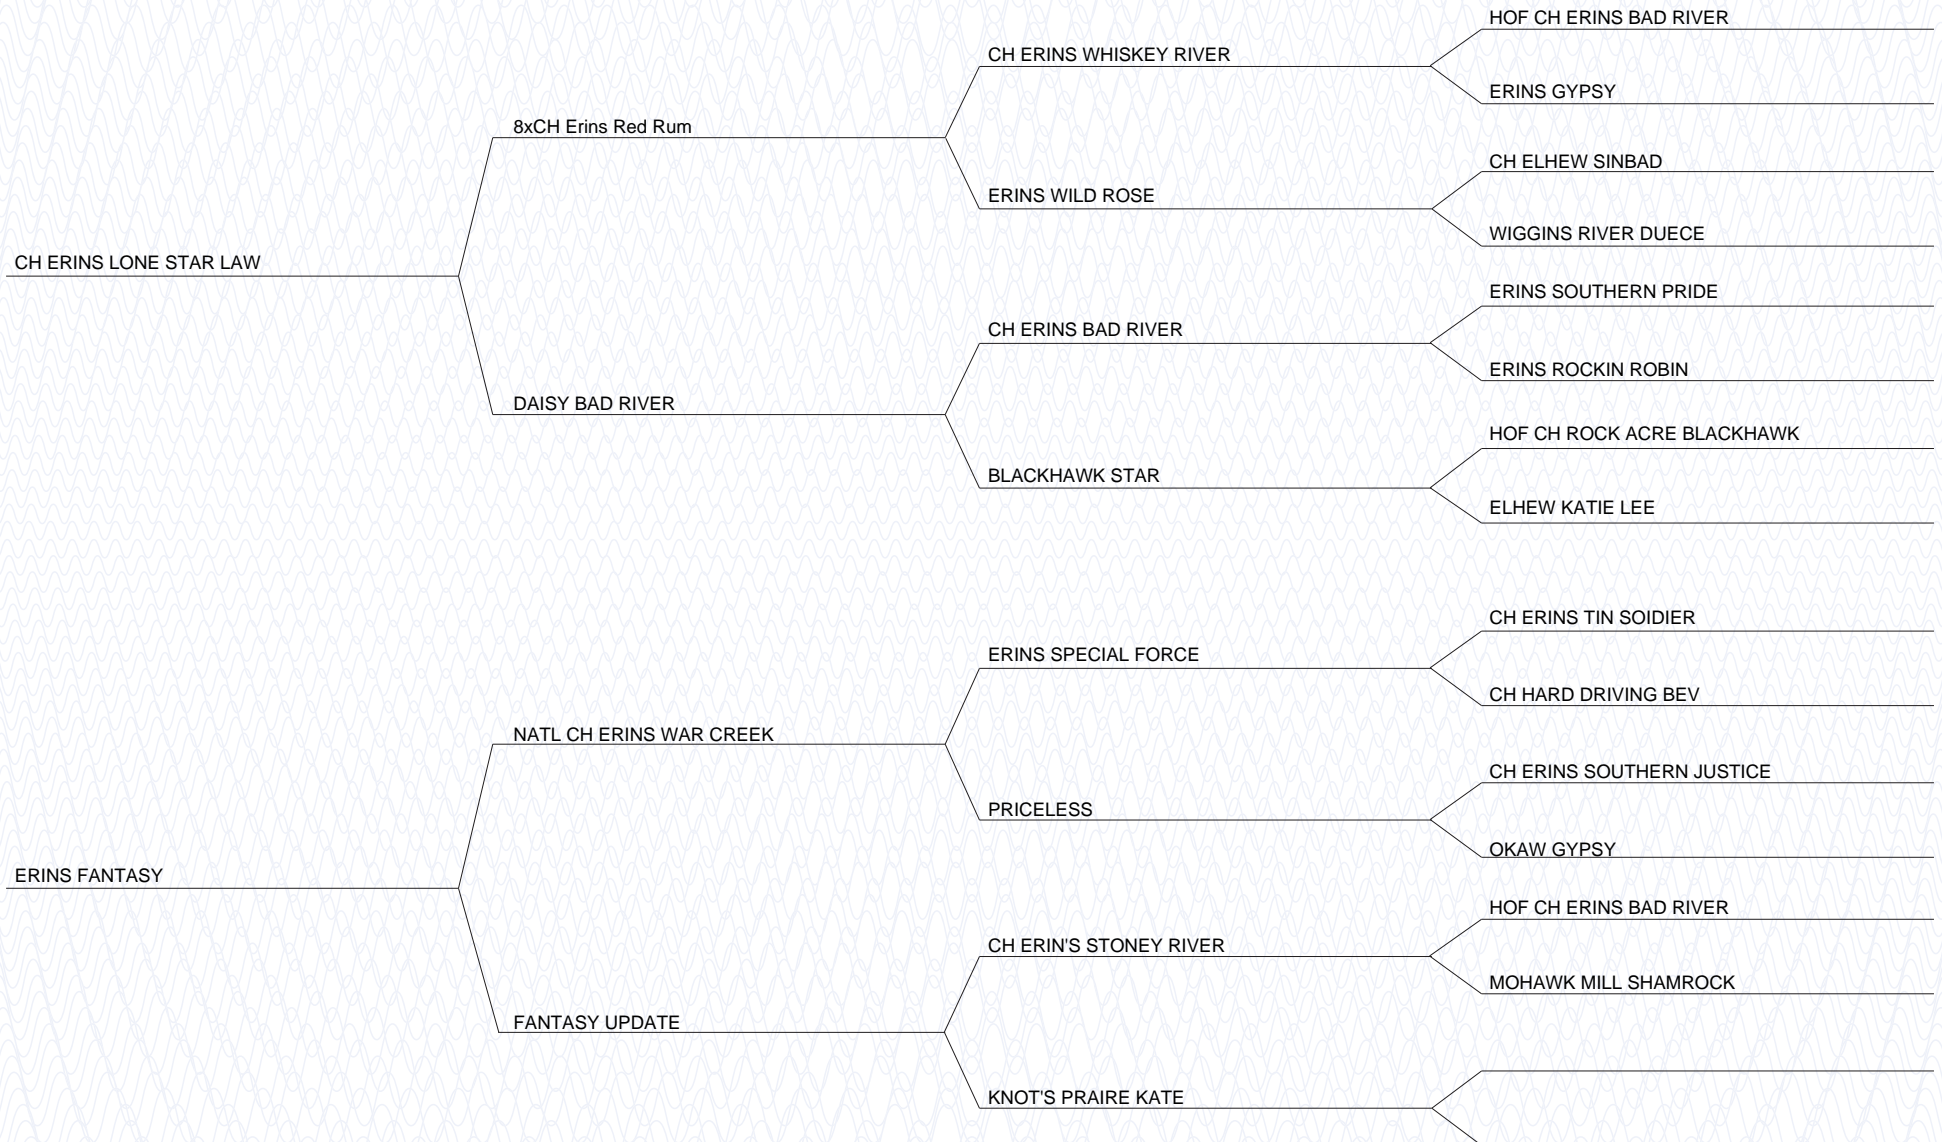 HOF CH ERINS BAD RIVER
CH ERINS WHISKEY RIVER
ERINS GYPSY
8xCH Erins Red Rum
CH ELHEW SINBAD
ERINS WILD ROSE
WIGGINS RIVER DUECE
CH ERINS LONE STAR LAW
ERINS SOUTHERN PRIDE
CH ERINS BAD RIVER
ERINS ROCKIN ROBIN
DAISY BAD RIVER
HOF CH ROCK ACRE BLACKHAWK
BLACKHAWK STAR
ELHEW KATIE LEE
CH ERINS TIN SOIDIER
ERINS SPECIAL FORCE
CH HARD DRIVING BEV
NATL CH ERINS WAR CREEK
CH ERINS SOUTHERN JUSTICE
PRICELESS
OKAW GYPSY
ERINS FANTASY
HOF CH ERINS BAD RIVER
CH ERIN'S STONEY RIVER
MOHAWK MILL SHAMROCK
FANTASY UPDATE
KNOT'S PRAIRE KATE